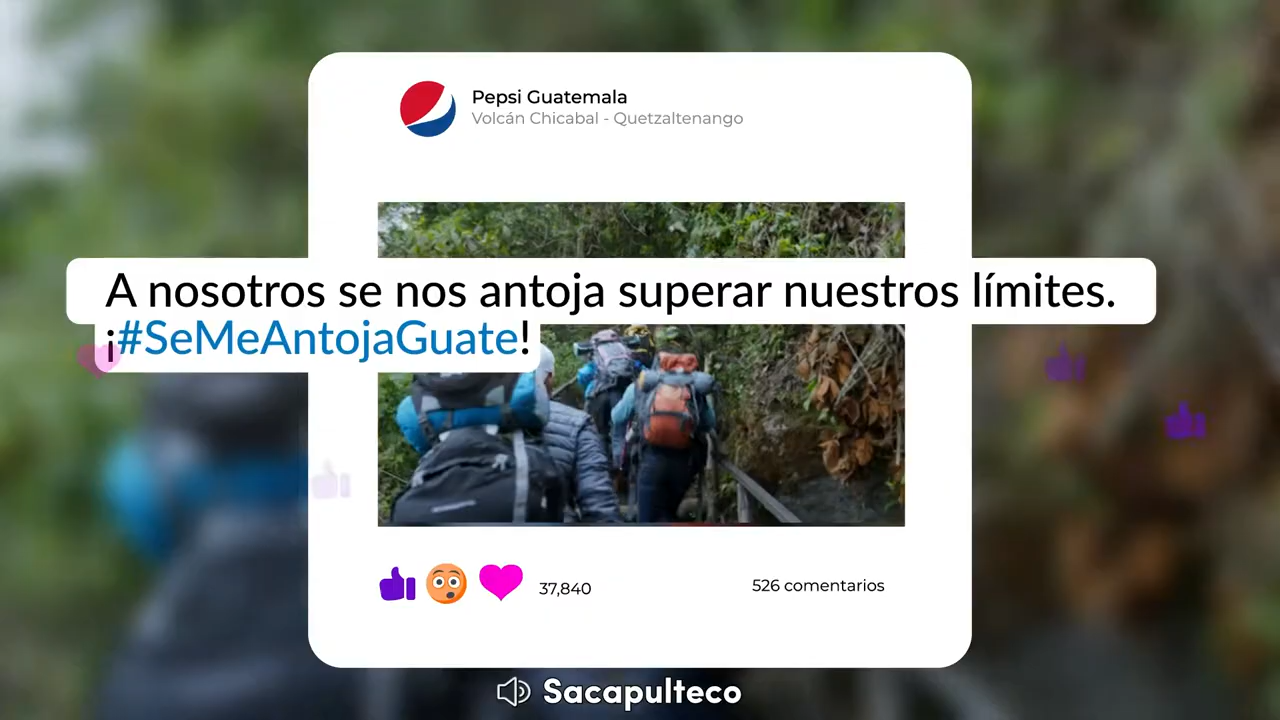 Pepsi Guatemala
Volcán Chicabal - Quetzaltenango
A nosotros se nos antoja superar nuestros límites.
¡#SeMeAntojaGuate!
37,840
526 comentarios
Sacapulteco